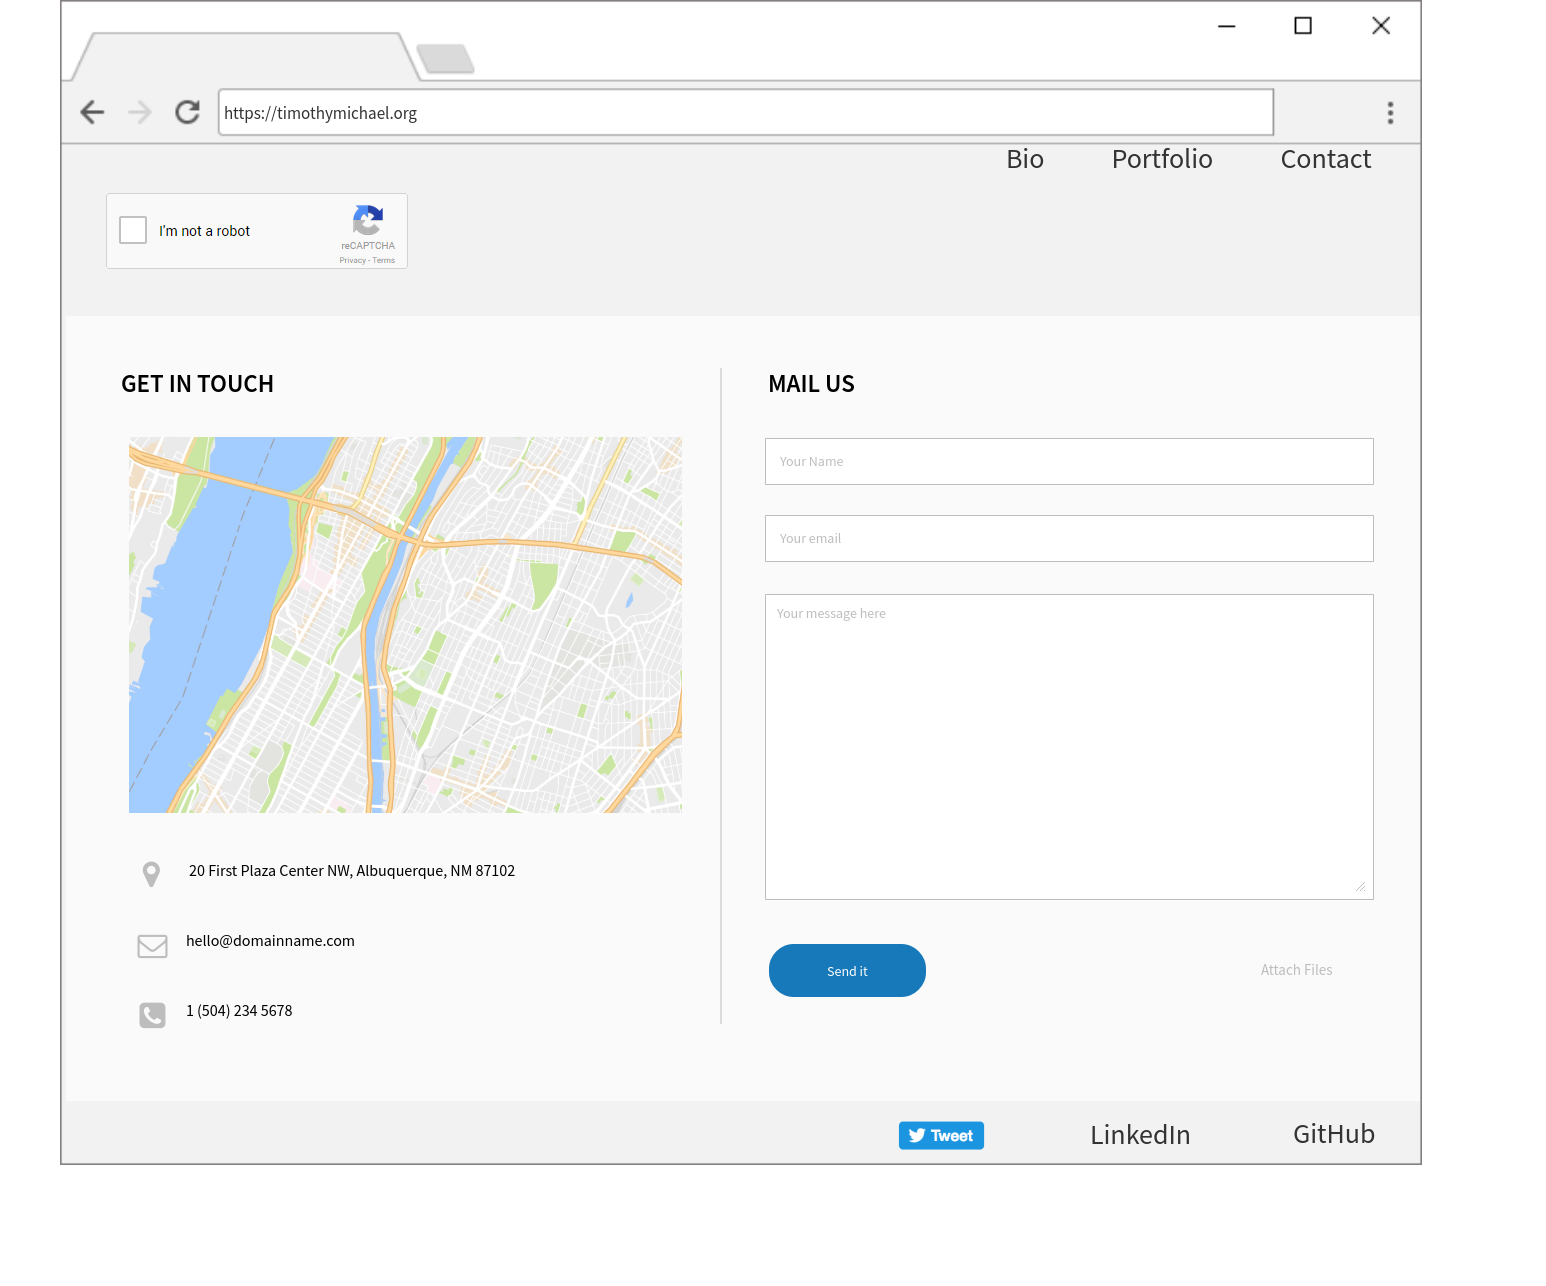 https://timothymichael.org
Bio Portfolio Contact
I'm not a robot
reCAPTCHA
Privacy - Terms
GET IN TOUCH
20 First Plaza Center NW, Albuquerque, NM 87102
hello@domainname.com
1 (504) 234 5678
MAIL US
Your Name
Your email
Your message here
Send it
Attach Files
Tweet LinkedIn GitHub